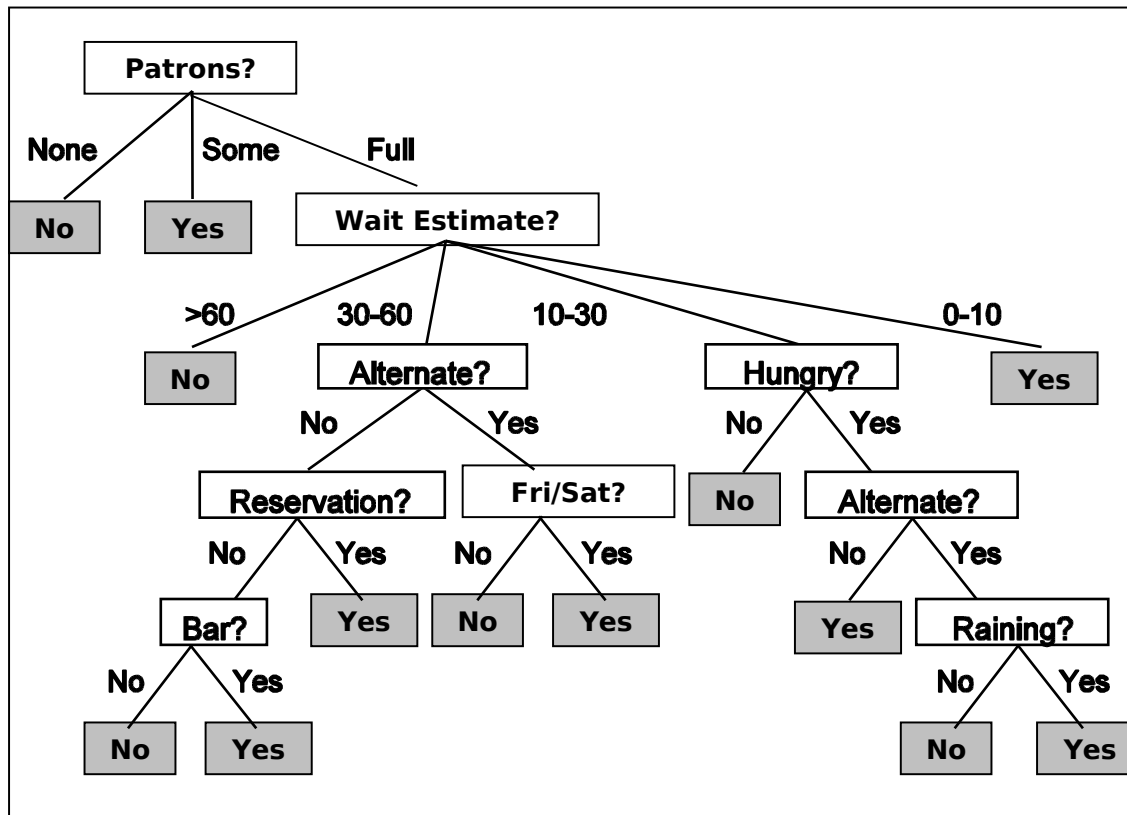 Patrons?
None Some Full
No Yes Wait Estimate?
>60 30-60 10-30 0-10
No Alternate? Hungry? Yes
No Yes No Yes
Reservation? Fri/Sat? No Alternate?
No Yes No Yes No Yes
Bar? Yes No Yes Yes Raining?
No Yes No Yes
No Yes No Yes